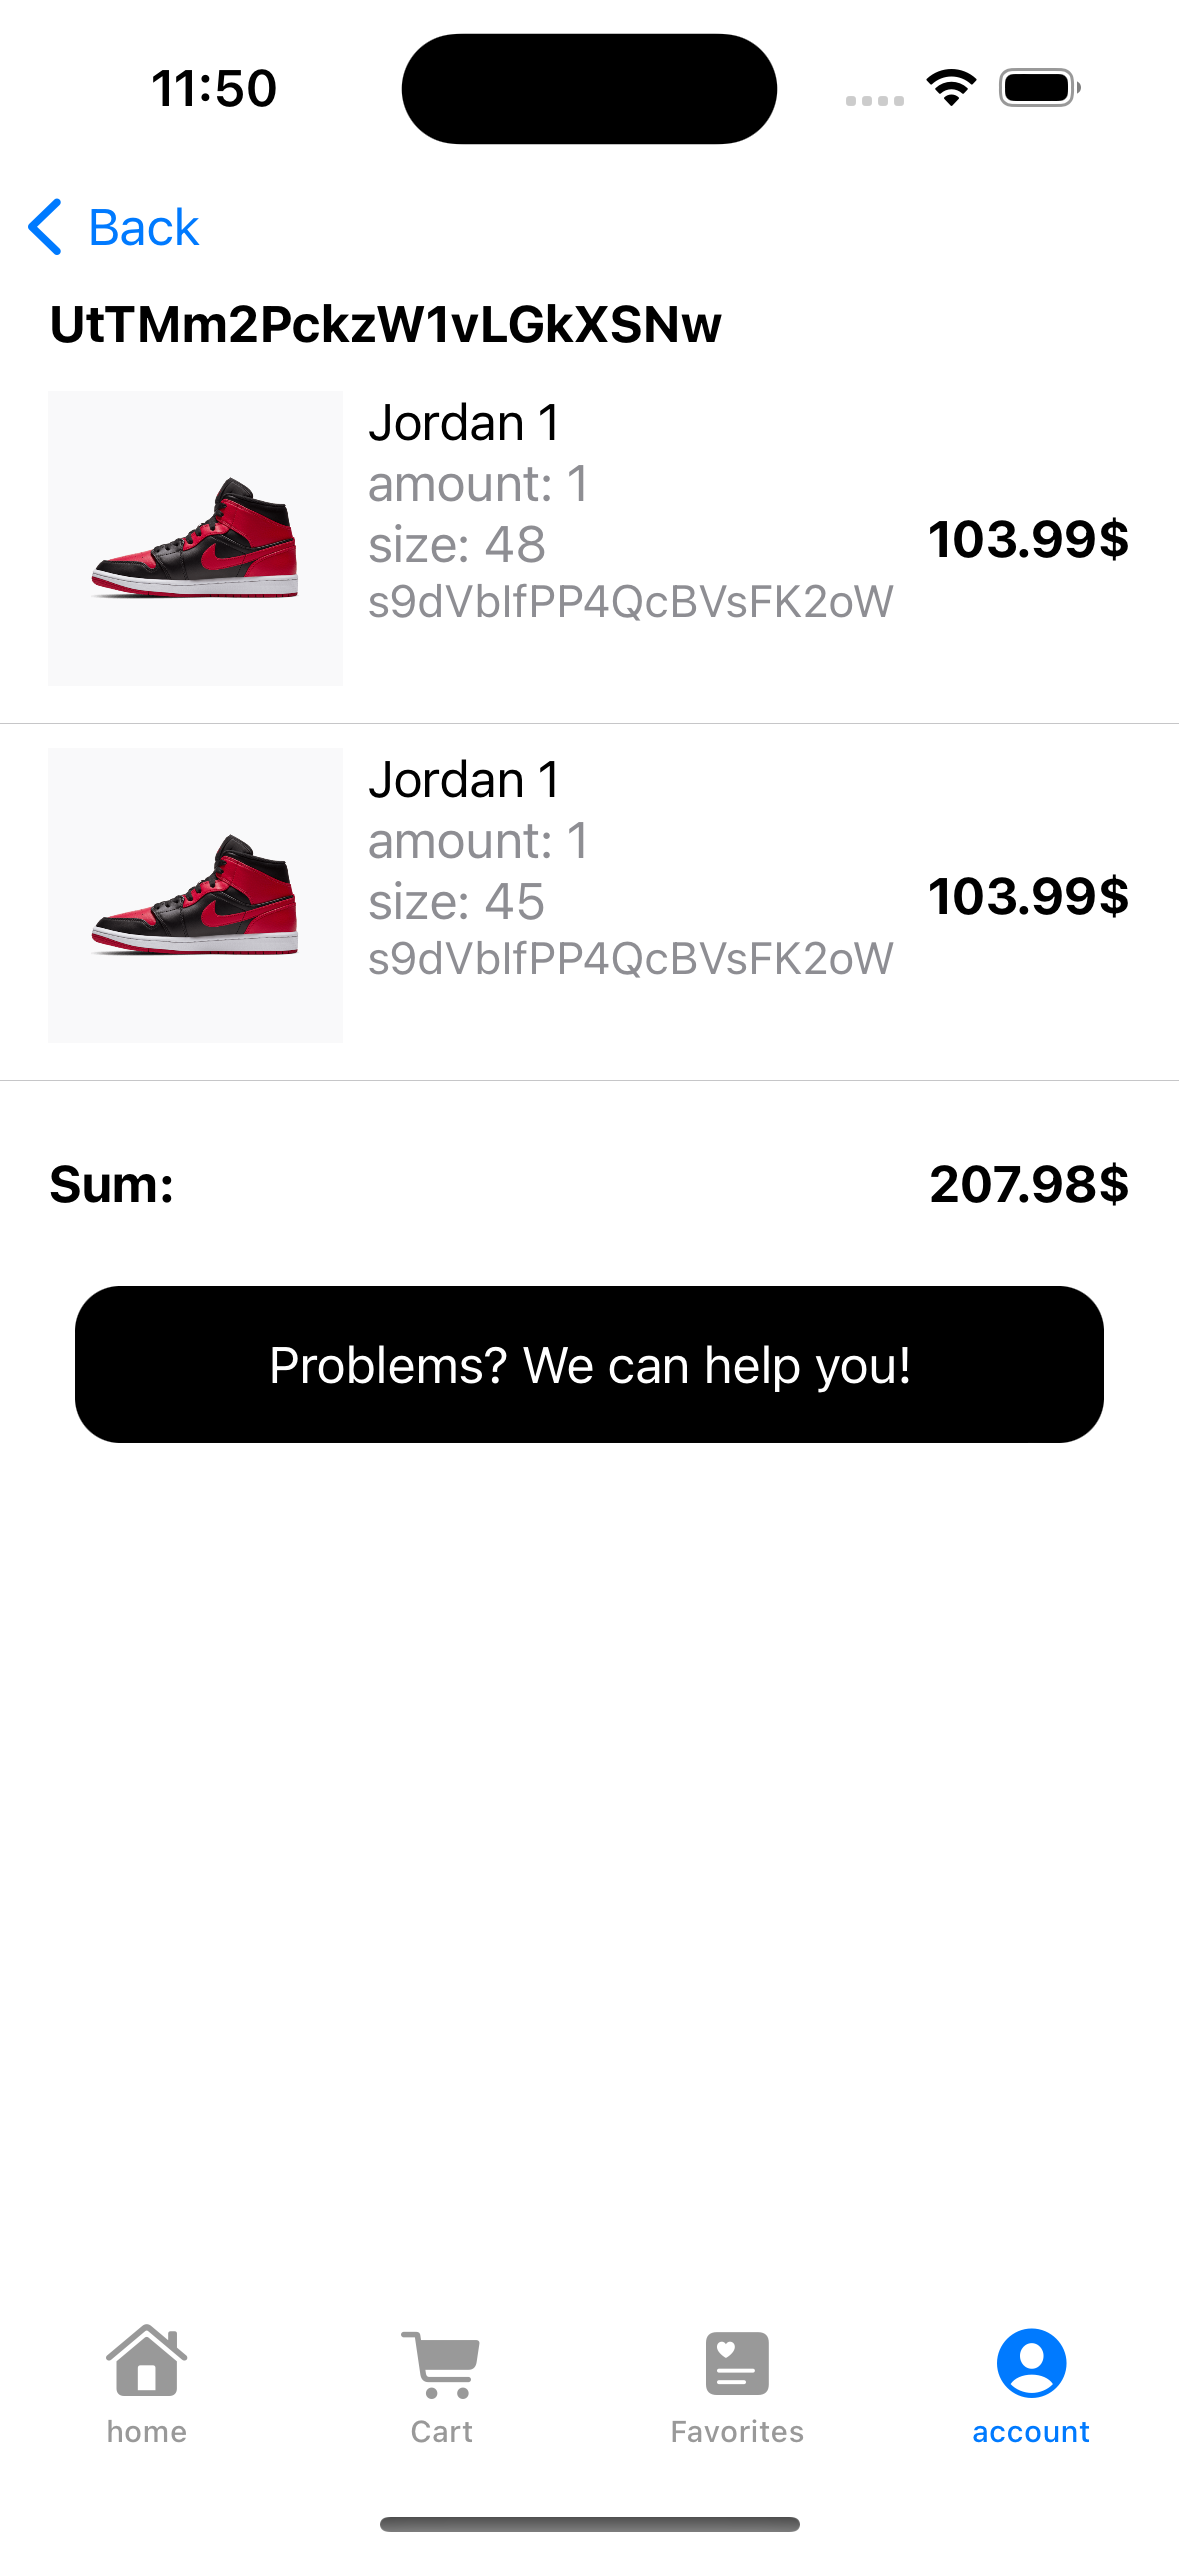 11:50
Back
UtTMm2PckzW1vLGkXSNw
Jordan 1
amount: 1
size: 48
103.99$
s9dVbIfPP4QcBVsFK2oW
Jordan 1
amount: 1
size: 45
103.99$
s9dVbIfPP4QcBVsFK2oW
Sum: 207.98$
Problems? We can help you!
home Cart Favorites account